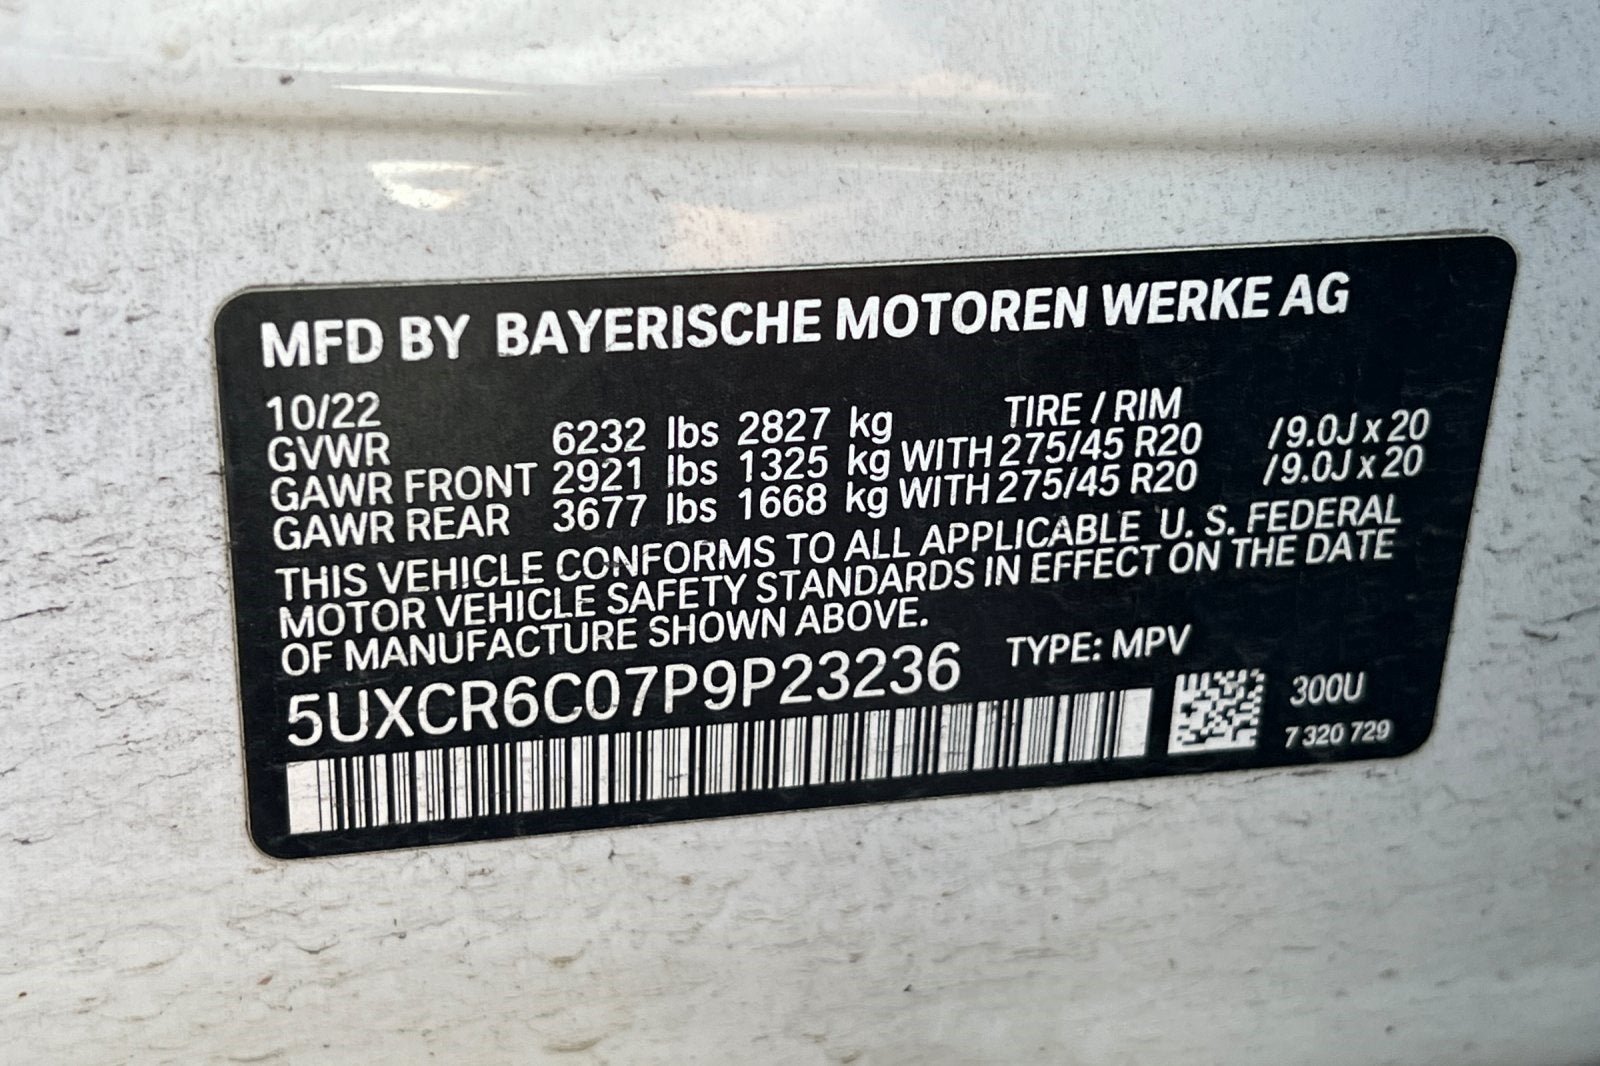 MFD BY BAYERISCHE MOTOREN WERKE AG
10/22 TIRE / RIM
GVWR 6232 lbs 2827 kg
GAWR FRONT 2921 lbs 1325 kg WITH 275/45 R20 /9.0J x 20
GAWR REAR 3677 lbs 1668 kg WITH 275/45 R20 /9.0J x 20
THIS VEHICLE CONFORMS TO ALL APPLICABLE U. S. FEDERAL
MOTOR VEHICLE SAFETY STANDARDS IN EFFECT ON THE DATE
OF MANUFACTURE SHOWN ABOVE.
5UXCR6C07P9P23236 TYPE: MPV
300U
7 320 729